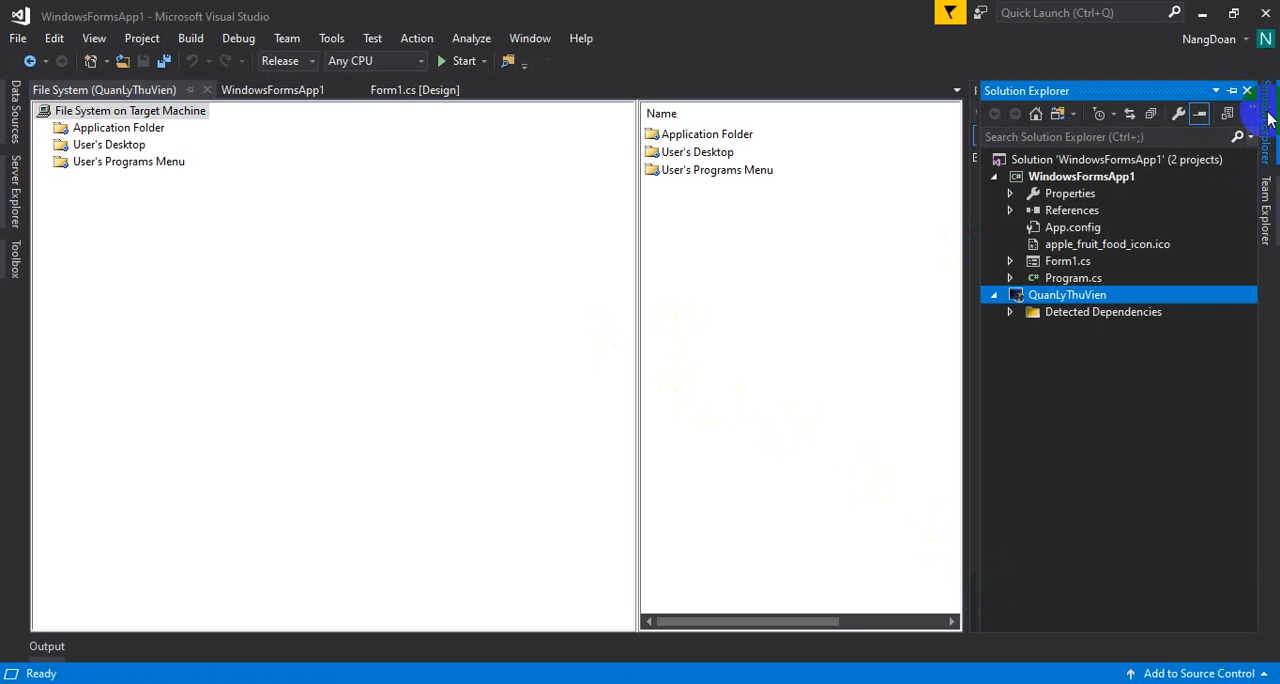 WindowsFormsApp1 - Microsoft Visual Studio
Quick Launch (Ctrl+Q)
File Edit View Project Build Debug Team Tools Test Action Analyze Window Help
NangDoan N
Release Any CPU Start
File System (QuanLyThuVien) WindowsFormsApp1 Form1.cs [Design]
Data Sources
Server Explorer
Toolbox
File System on Target Machine
Application Folder
User's Desktop
User's Programs Menu
Name
Application Folder
User's Desktop
User's Programs Menu
Solution Explorer
Search Solution Explorer (Ctrl+;)
Solution 'WindowsFormsApp1' (2 projects)
WindowsFormsApp1
Properties
References
App.config
apple_fruit_food_icon.ico
Form1.cs
Program.cs
QuanLyThuVien
Detected Dependencies
Solution Explorer
Team Explorer
Output
Ready
Add to Source Control